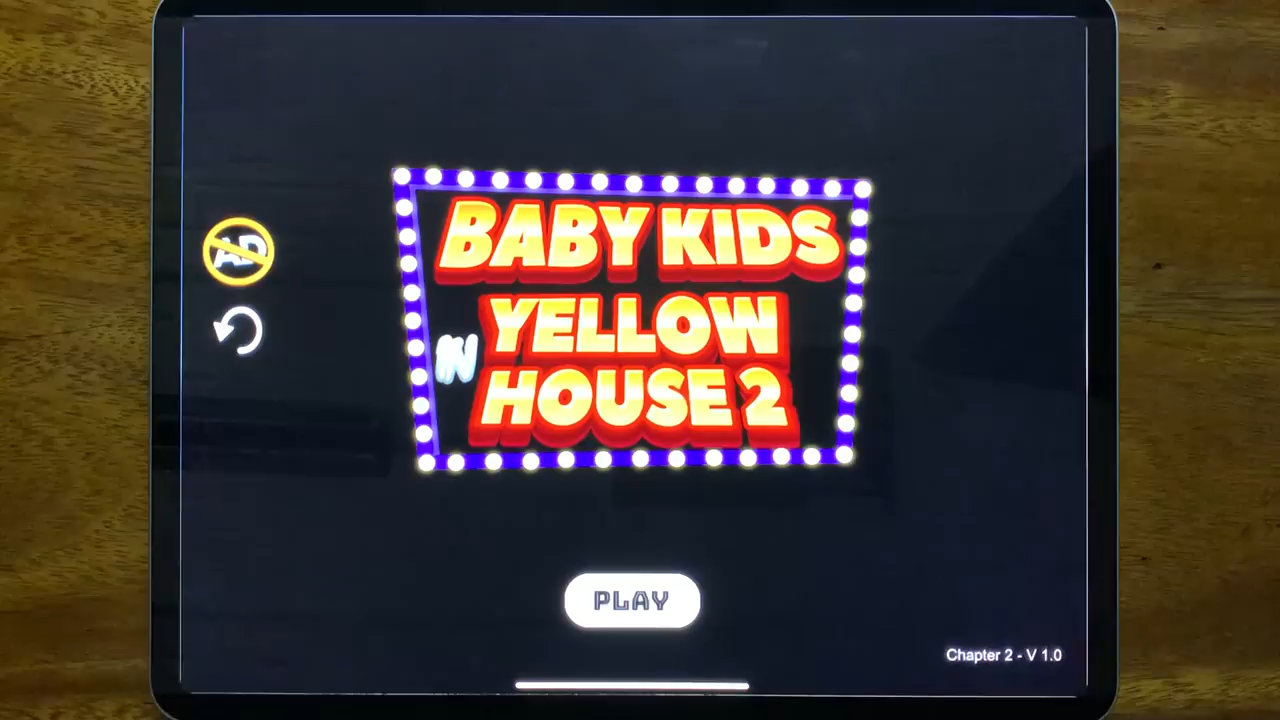 AD
BABY KIDS
IN
YELLOW
HOUSE 2
PLAY
Chapter 2 - V 1.0